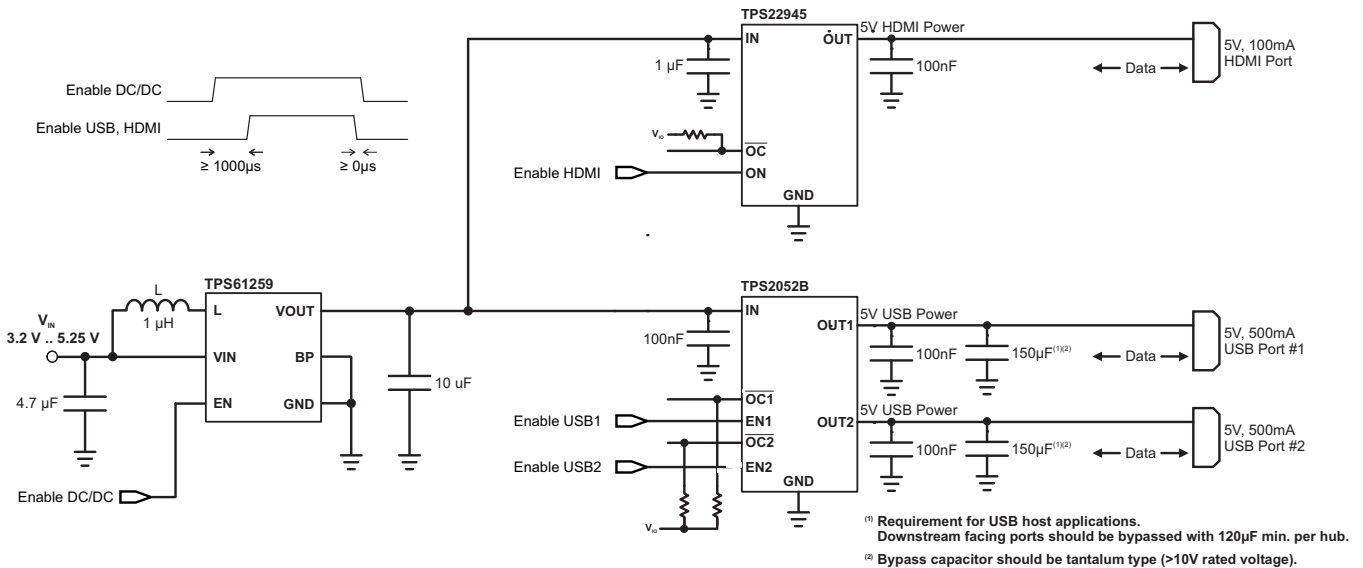 TPS22945
IN
OUT
5V HDMI Power
1 µF
100nF
Data
5V, 100mA
HDMI Port
Enable DC/DC
Enable USB, HDMI
≥ 1000µs
≥ 0µs
V_IO
OC
Enable HDMI
ON
GND
TPS61259
L
1 µH
L
VOUT
V_IN
3.2 V .. 5.25 V
VIN
BP
4.7 µF
EN
GND
10 uF
Enable DC/DC
TPS2052B
IN
OUT1
5V USB Power
100nF
100nF
150µF(1)(2)
Data
5V, 500mA
USB Port #1
OC1
Enable USB1
EN1
OC2
Enable USB2
EN2
OUT2
5V USB Power
100nF
150µF(1)(2)
Data
5V, 500mA
USB Port #2
GND
V_IO
(1) Requirement for USB host applications.
Downstream facing ports should be bypassed with 120µF min. per hub.
(2) Bypass capacitor should be tantalum type (>10V rated voltage).